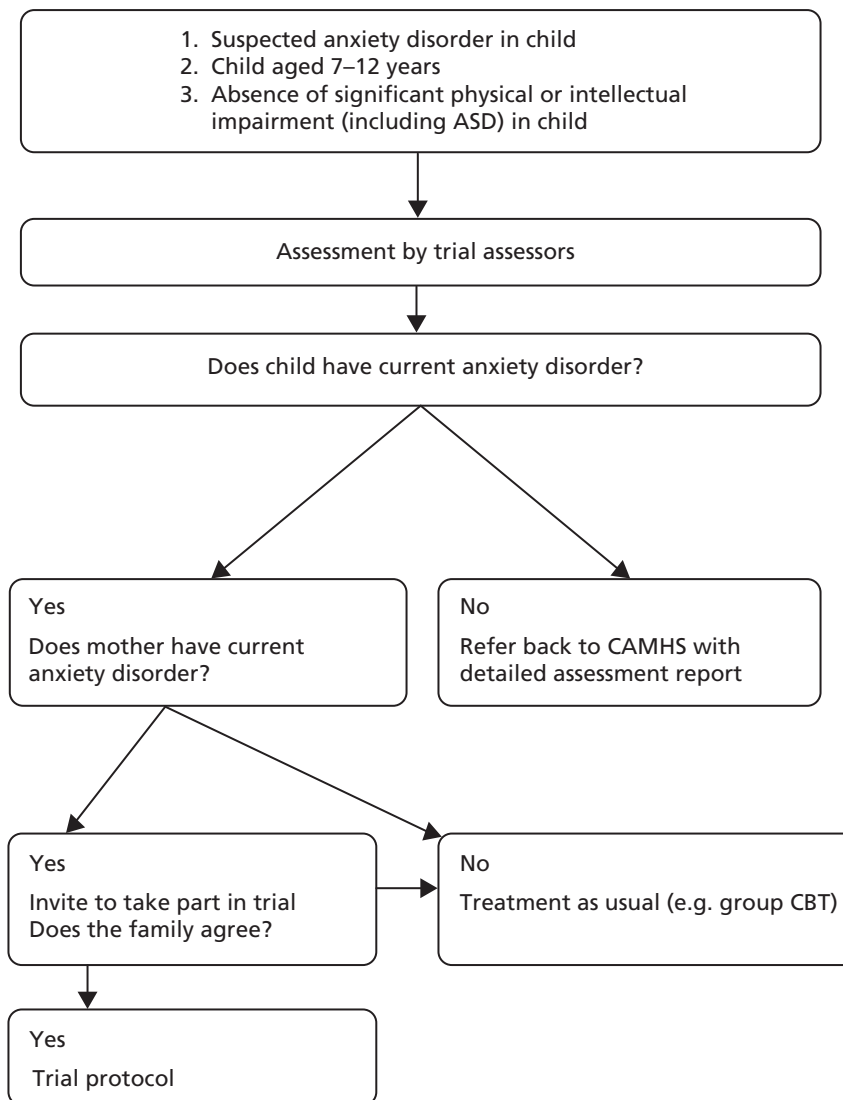 1. Suspected anxiety disorder in child
2. Child aged 7–12 years
3. Absence of significant physical or intellectual
impairment (including ASD) in child
Assessment by trial assessors
Does child have current anxiety disorder?
Yes
Does mother have current
anxiety disorder?
No
Refer back to CAMHS with
detailed assessment report
Yes
Invite to take part in trial
Does the family agree?
No
Treatment as usual (e.g. group CBT)
Yes
Trial protocol